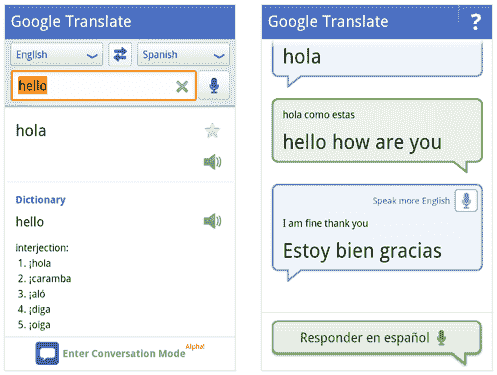 Google Translate
English
Spanish
hello
hola
Dictionary
hello
interjection:
1. ¡hola
2. ¡caramba
3. ¡aló
4. ¡diga
5. ¡oiga
Enter Conversation Mode Alpha!
Google Translate ?
hola
hola como estas
hello how are you
Speak more English
I am fine thank you
Estoy bien gracias
Responder en español